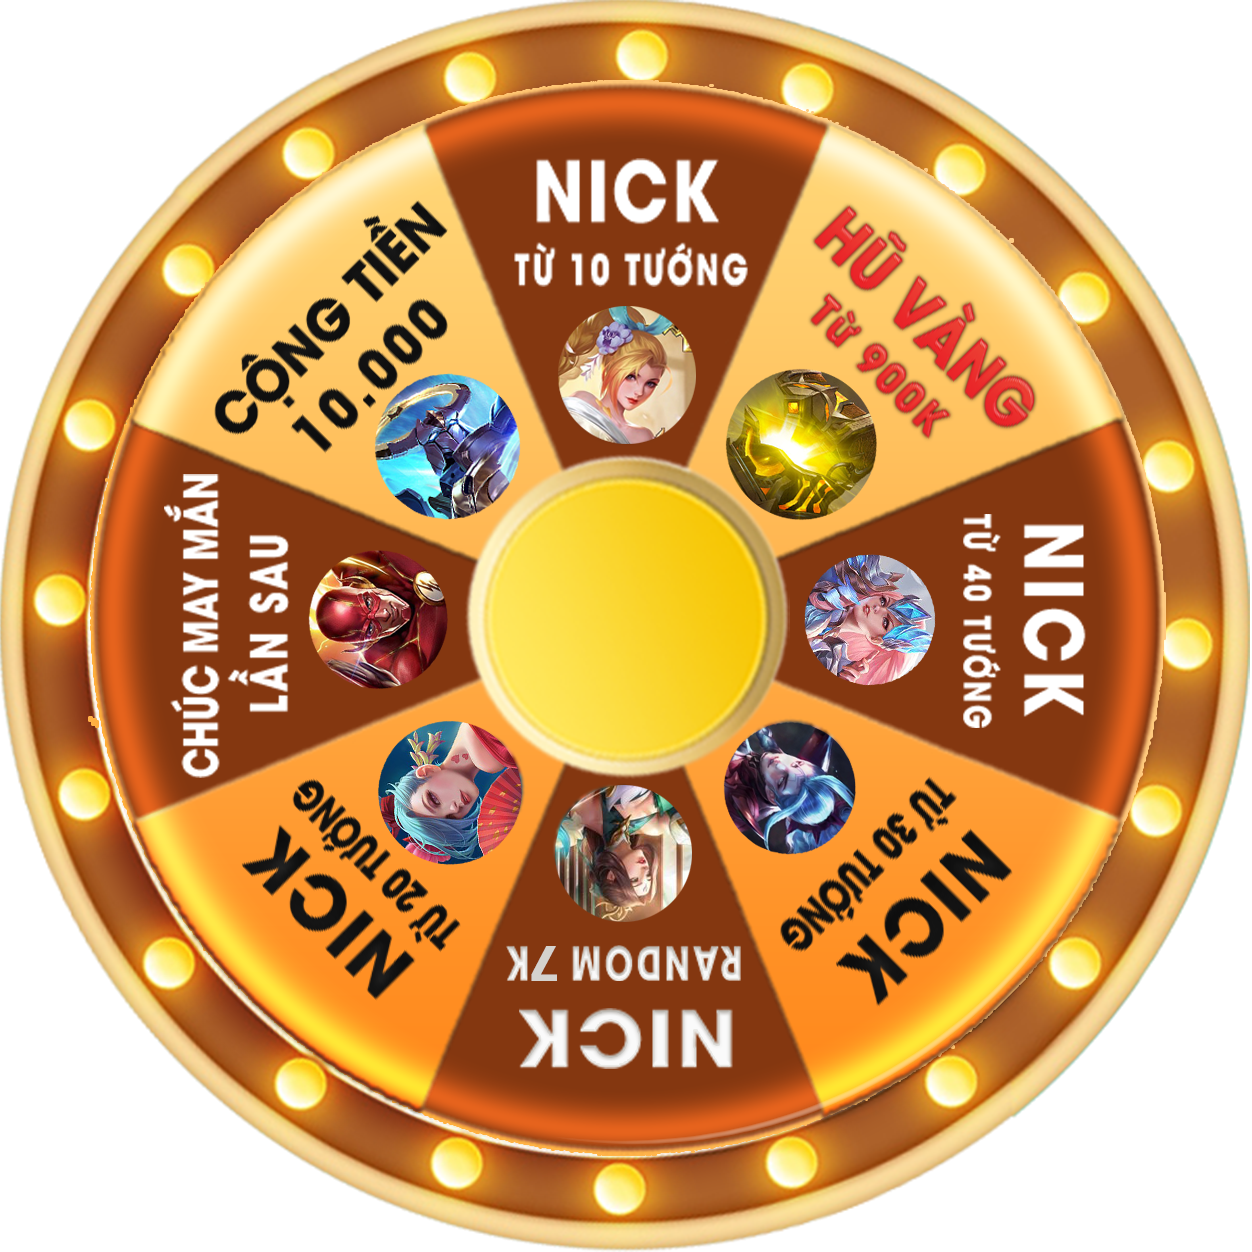 NICK
TỪ 10 TƯỚNG
HŨ VÀNG
TỪ 900K
NICK
TỪ 40 TƯỚNG
NICK
TỪ 30 TƯỚNG
NICK
RANDOM 7K
NICK
TỪ 20 TƯỚNG
CHÚC MAY MẮN
LẦN SAU
CỘNG TIỀN
10.000